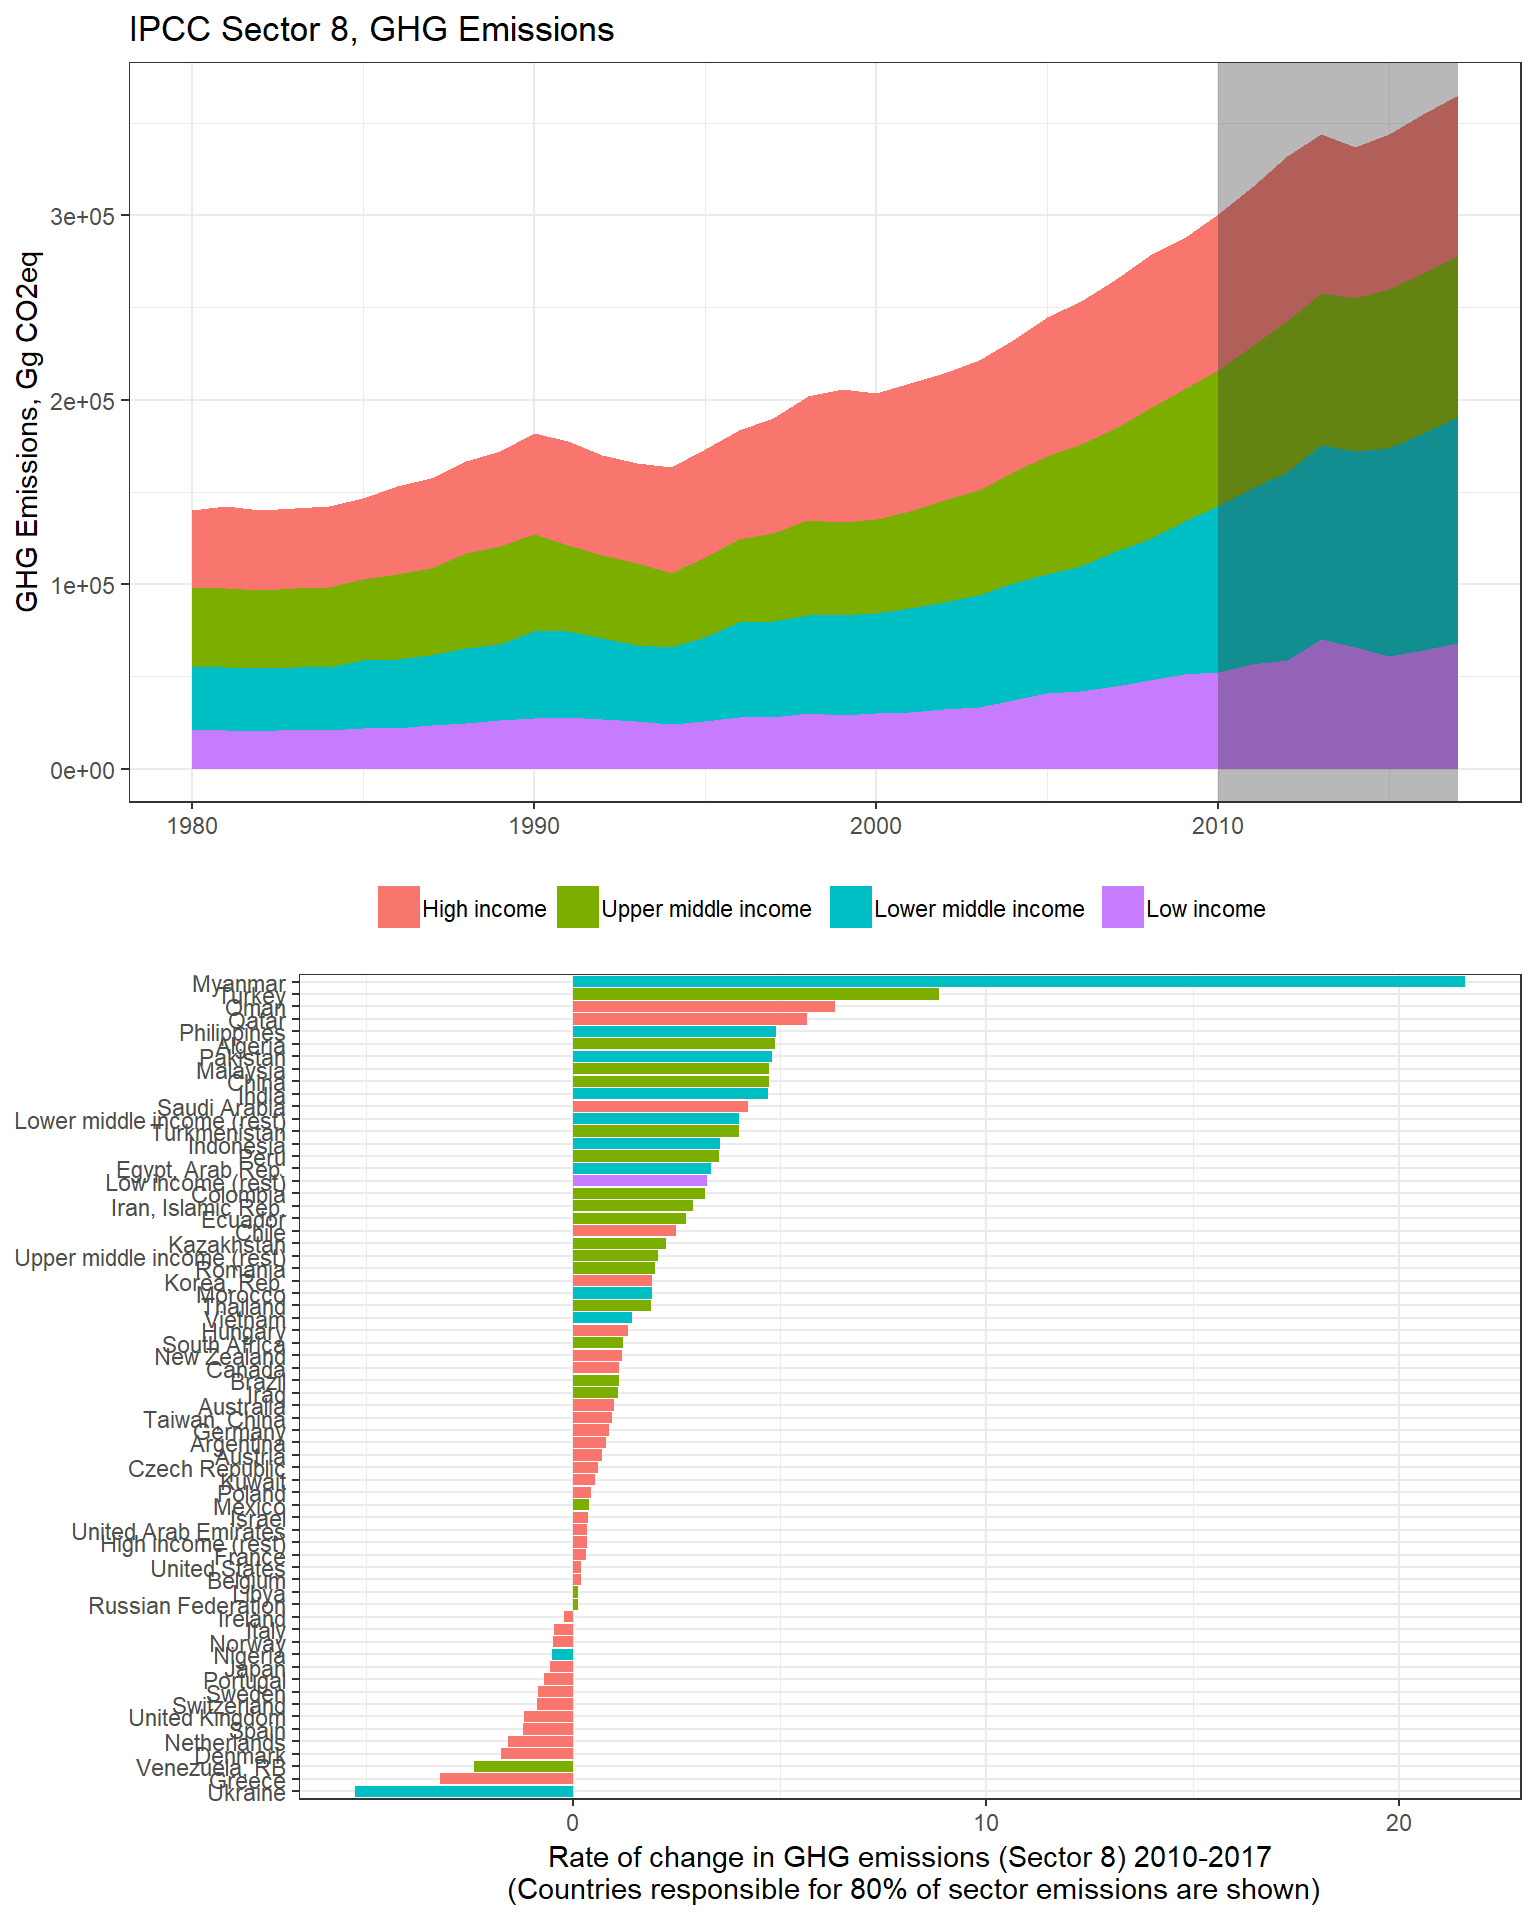 IPCC Sector 8, GHG Emissions
GHG Emissions, Gg CO2eq
3e+05
2e+05
1e+05
0e+00
1980 1990 2000 2010
High income Upper middle income Lower middle income Low income
Myanmar
Turkey
Oman
Qatar
Philippines
Algeria
Pakistan
Malaysia
China
India
Saudi Arabia
Lower middle income (rest)
Turkmenistan
Indonesia
Peru
Egypt, Arab Rep.
Low income (rest)
Colombia
Iran, Islamic Rep.
Ecuador
Chile
Kazakhstan
Upper middle income (rest)
Romania
Korea, Rep.
Morocco
Thailand
Vietnam
Hungary
South Africa
New Zealand
Canada
Brazil
Iraq
Australia
Taiwan, China
Germany
Argentina
Austria
Czech Republic
Kuwait
Poland
Mexico
Israel
United Arab Emirates
High income (rest)
France
United States
Belgium
Libya
Russian Federation
Ireland
Italy
Norway
Nigeria
Japan
Portugal
Sweden
Switzerland
United Kingdom
Spain
Netherlands
Denmark
Venezuela, RB
Greece
Ukraine
0 10 20
Rate of change in GHG emissions (Sector 8) 2010-2017
(Countries responsible for 80% of sector emissions are shown)